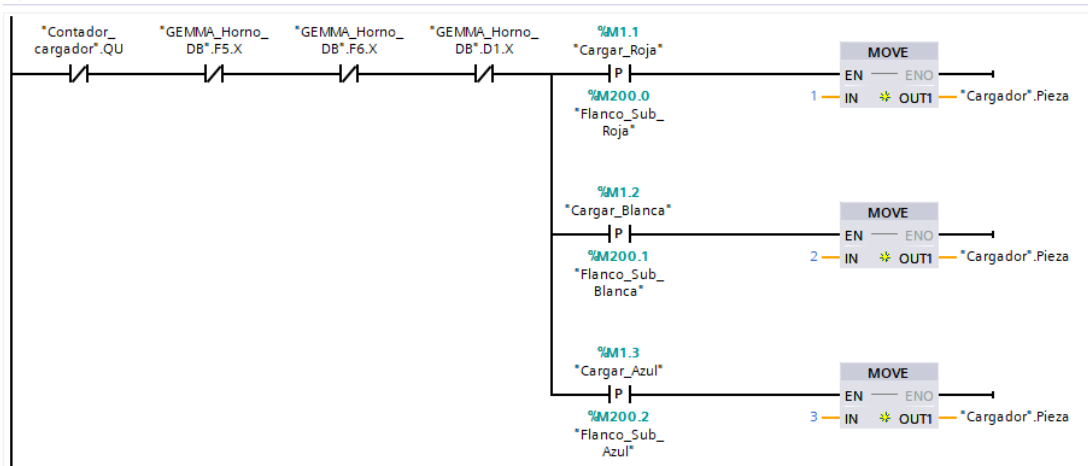 "Contador_ "GEMMA_Horno_ "GEMMA_Horno_ "GEMMA_Horno_ %M1.1
cargador".QU DB".F5.X DB".F6.X DB".D1.X "Cargar_Roja" MOVE
P EN ENO
%M200.0 1 IN OUT1 "Cargador".Pieza
"Flanco_Sub_
Roja"
%M1.2
"Cargar_Blanca" MOVE
P EN ENO
%M200.1 2 IN OUT1 "Cargador".Pieza
"Flanco_Sub_
Blanca"
%M1.3
"Cargar_Azul" MOVE
P EN ENO
%M200.2 3 IN OUT1 "Cargador".Pieza
"Flanco_Sub_
Azul"